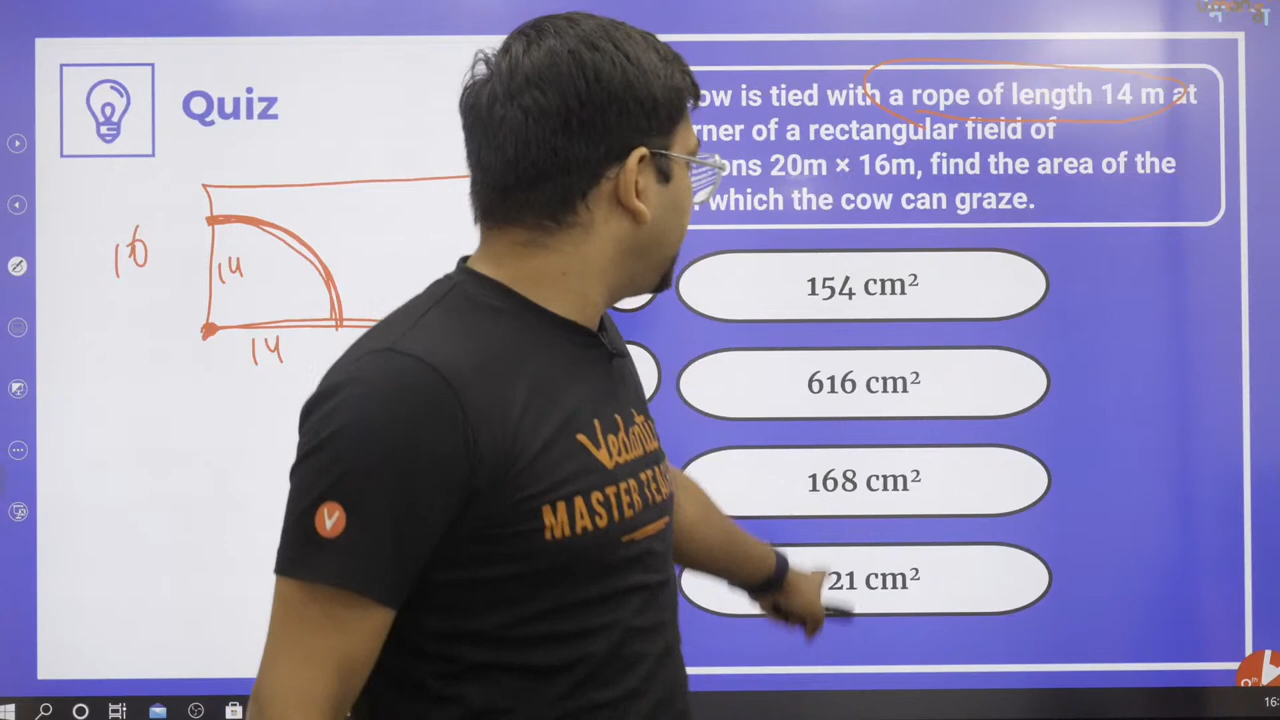 Quiz
ow is tied with a rope of length 14 m at
rner of a rectangular field of
ons 20m × 16m, find the area of the
which the cow can graze.
16
14
14
154 cm²
616 cm²
168 cm²
21 cm²
Vedantu
MASTER TEA
16: